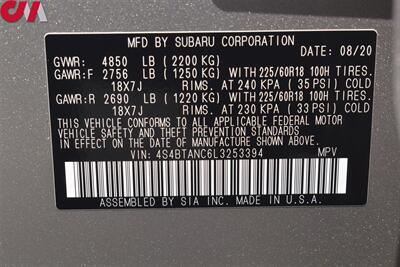 MFD BY SUBARU CORPORATION
DATE: 08/20
GVWR: 4850 LB (2200 KG)
GAWR:F 2756 LB (1250 KG) WITH 225/60R18 100H TIRES.
18X7J RIMS. AT 240 KPA (35 PSI) COLD
GAWR:R 2690 LB (1220 KG) WITH 225/60R18 100H TIRES.
18X7J RIMS. AT 230 KPA (33 PSI) COLD
THIS VEHICLE CONFORMS TO ALL APPLICABLE FEDERAL MOTOR
VEHICLE SAFETY AND THEFT PREVENTION STANDARDS
IN EFFECT ON THE DATE OF MANUFACTURE SHOWN ABOVE.
VIN: 4S4BTANC6L3253394 MPV
ASSEMBLED BY SIA INC. MADE IN U.S.A.